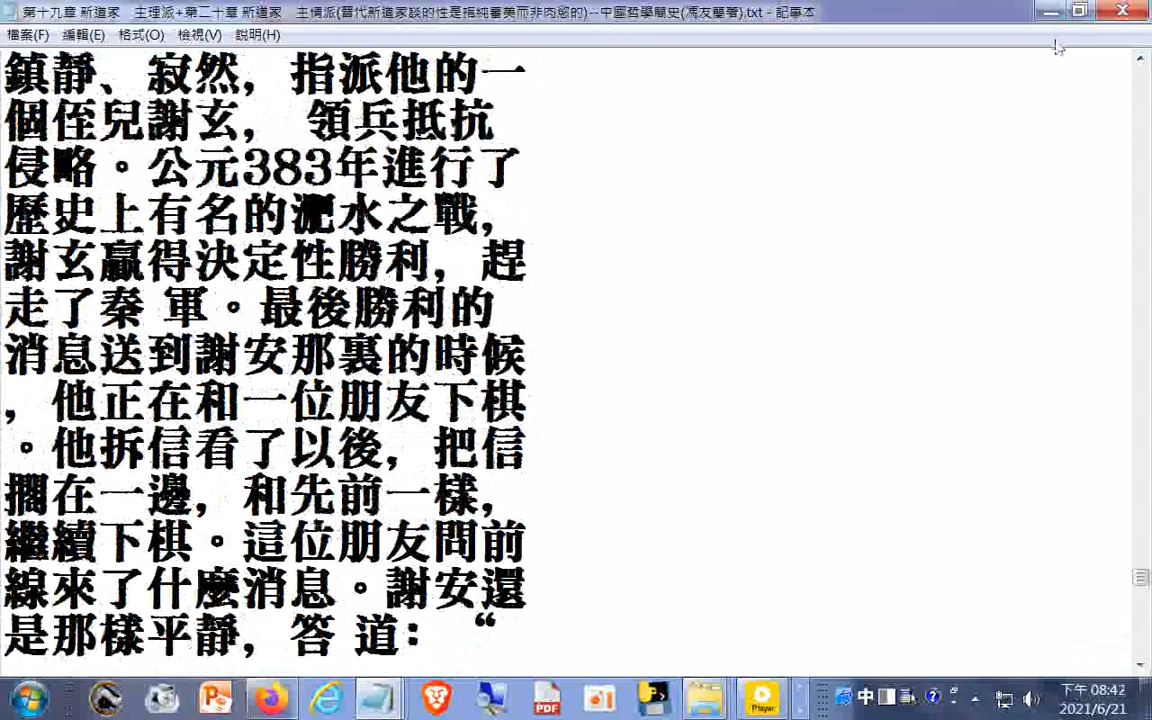 第十九章 新道家 主理派+第二十章 新道家 主情派(晉代新道家談的性是指純審美而非肉慾的)--中國哲學簡史(馮友蘭著).txt - 記事本
檔案(F) 編輯(E) 格式(O) 檢視(V) 說明(H)
鎮靜、寂然，指派他的一
個侄兒謝玄， 領兵抵抗
侵略。公元383年進行了
歷史上有名的淝水之戰，
謝玄贏得決定性勝利，趕
走了秦 軍。最後勝利的
消息送到謝安那裏的時候
，他正在和一位朋友下棋
。他拆信看了以後，把信
擱在一邊，和先前一樣，
繼續下棋。這位朋友問前
線來了什麼消息。謝安還
是那樣平靜，答 道：“
PDF
Player
中
下午 08:42
2021/6/21